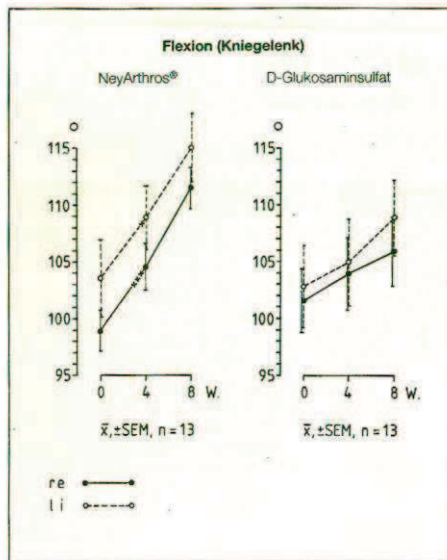 Flexion (Kniegelenk)
NeyArthros® D-Glukosaminsulfat
O O
115 115
110 110
105 105
100 100
95 95
0 4 8 W. 0 4 8 W.
x̄,±SEM, n=13 x̄,±SEM, n=13
re
li